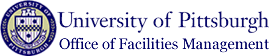 University of Pittsburgh
Office of Facilities Management